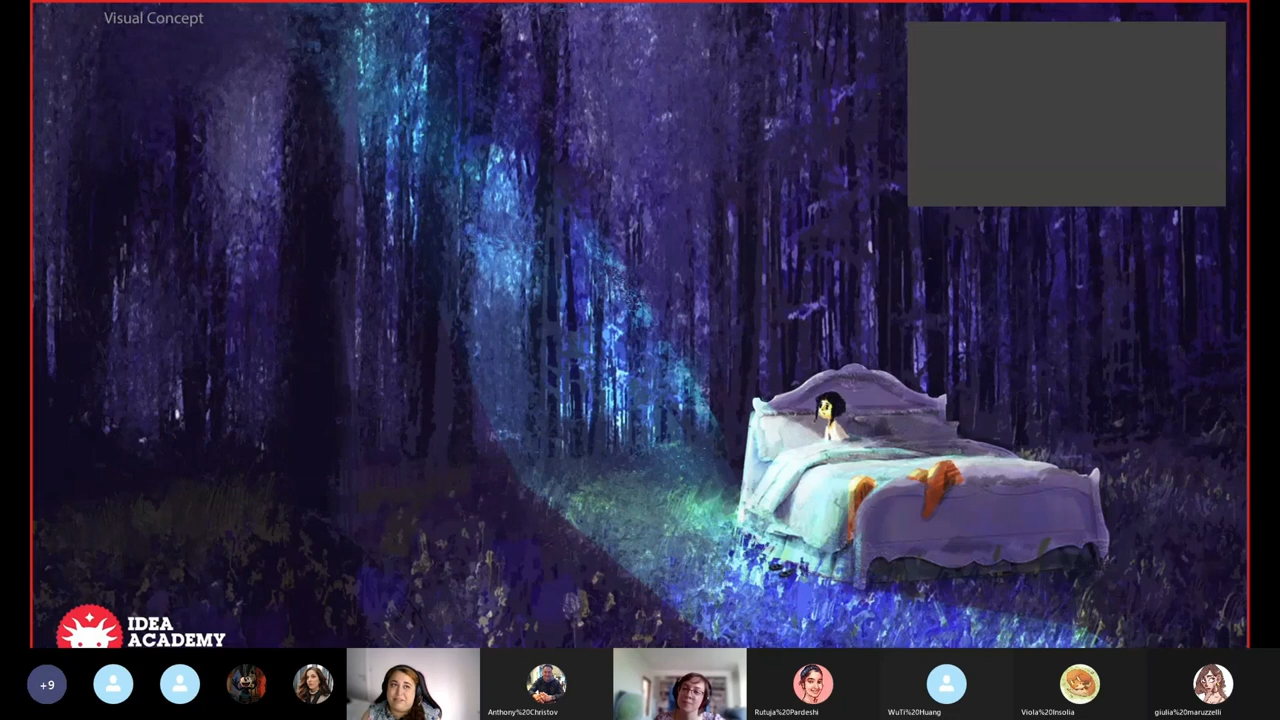 Visual Concept
IDEA
ACADEMY
+9
Anthony%20Christov
Rutuja%20Pardeshi
WuTi%20Huang
Viola%20Insolia
giulia%20maruzzelli